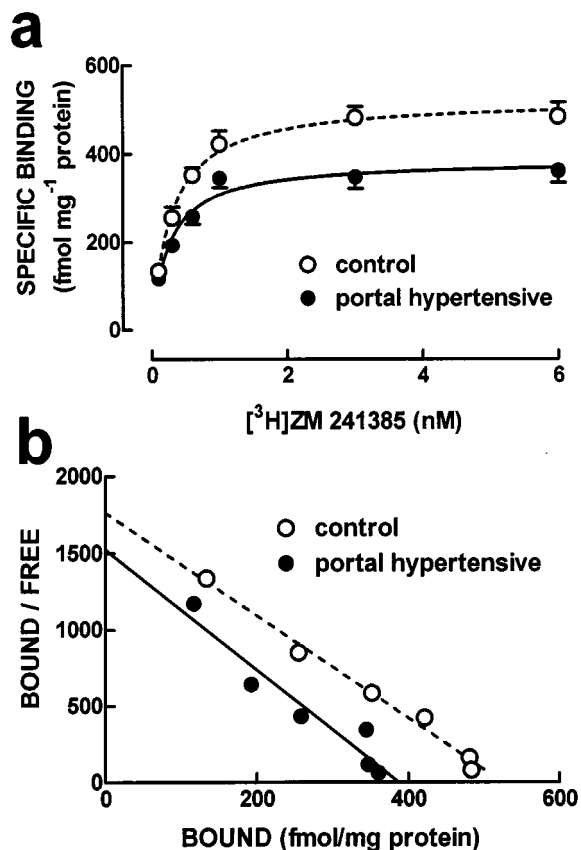 a
SPECIFIC BINDING
(fmol mg⁻¹ protein)
600
400
200
0
control
portal hypertensive
0
2
4
6
[³H]ZM 241385 (nM)
b
BOUND / FREE
2000
1500
1000
500
0
control
portal hypertensive
0
200
400
600
BOUND (fmol/mg protein)